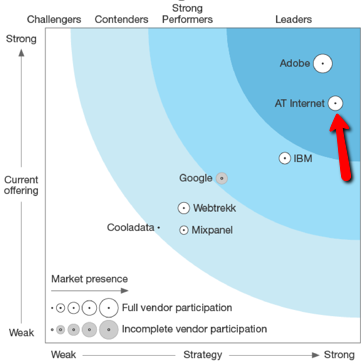 Challengers Contenders Strong Performers Leaders
Strong
Adobe
AT Internet
IBM
Current offering
Google
Webtrekk
Cooladata
Mixpanel
Market presence
Full vendor participation
Incomplete vendor participation
Weak
Weak Strategy Strong